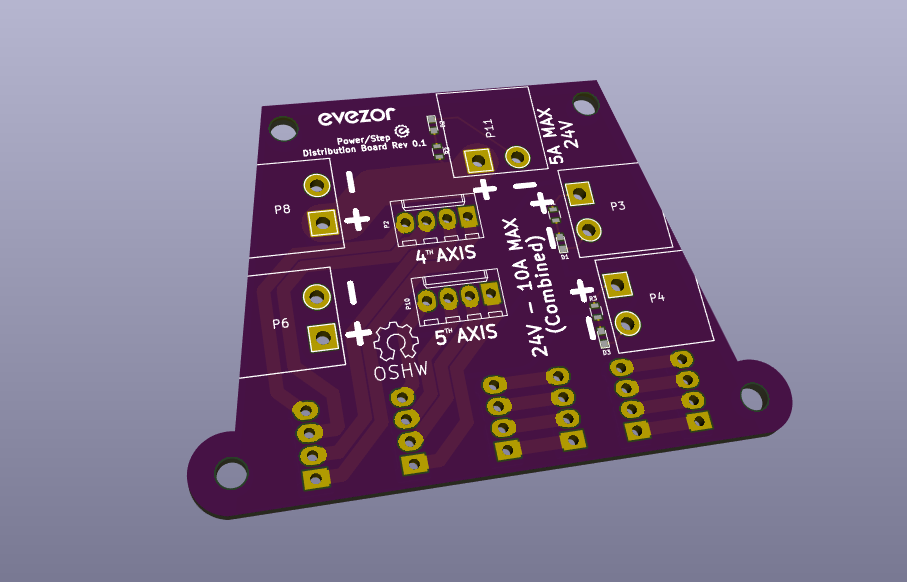 evezor
Power/Step
Distribution Board Rev 0.1
P11
5A MAX
24V
P8
P3
P2
4TH AXIS
D1
24V - 10A MAX
(Combined)
P10
5TH AXIS
P6
P4
R3
D3
OSHW